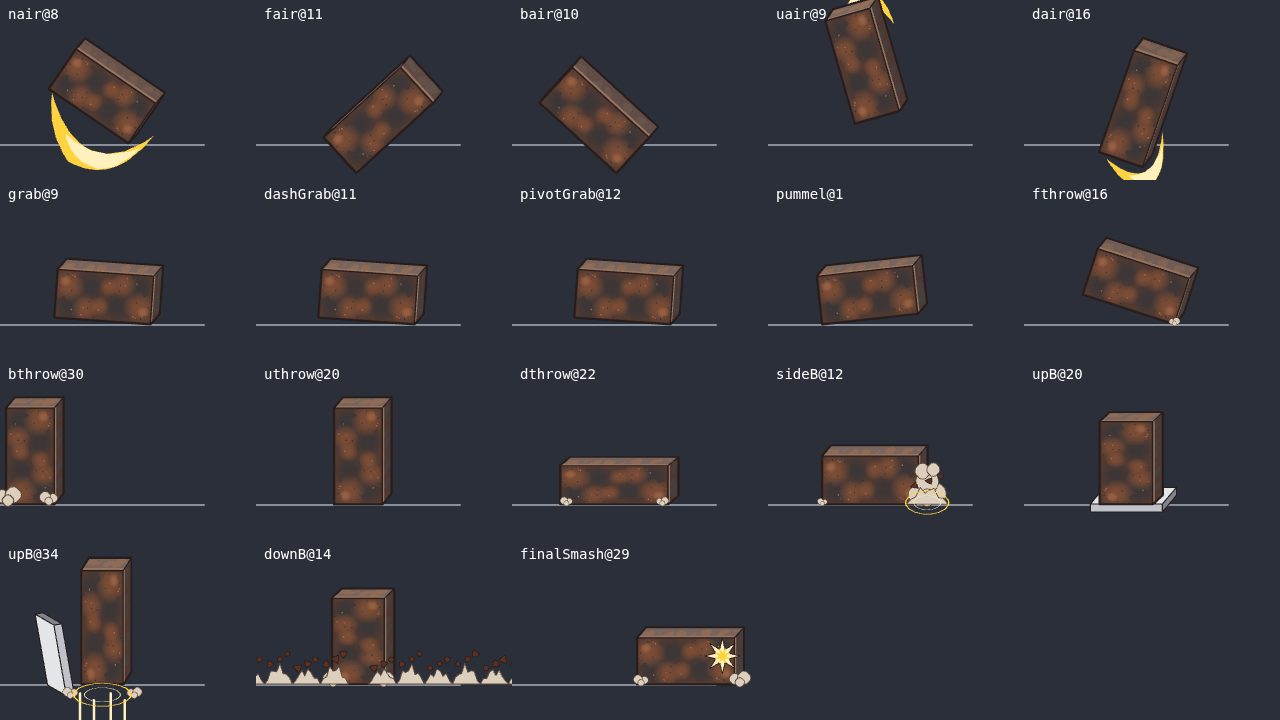 nair@8
fair@11
bair@10
uair@9
dair@16
grab@9
dashGrab@11
pivotGrab@12
pummel@1
fthrow@16
bthrow@30
uthrow@20
dthrow@22
sideB@12
upB@20
upB@34
downB@14
finalSmash@29